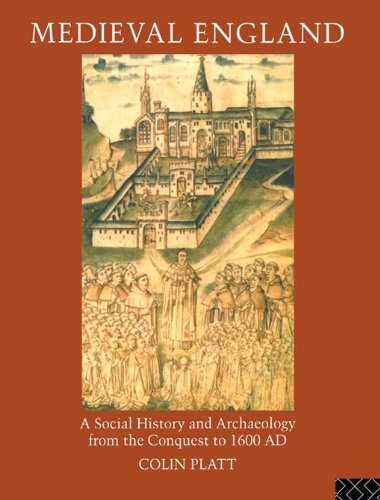 MEDIEVAL ENGLAND
A Social History and Archaeology
from the Conquest to 1600 AD
COLIN PLATT